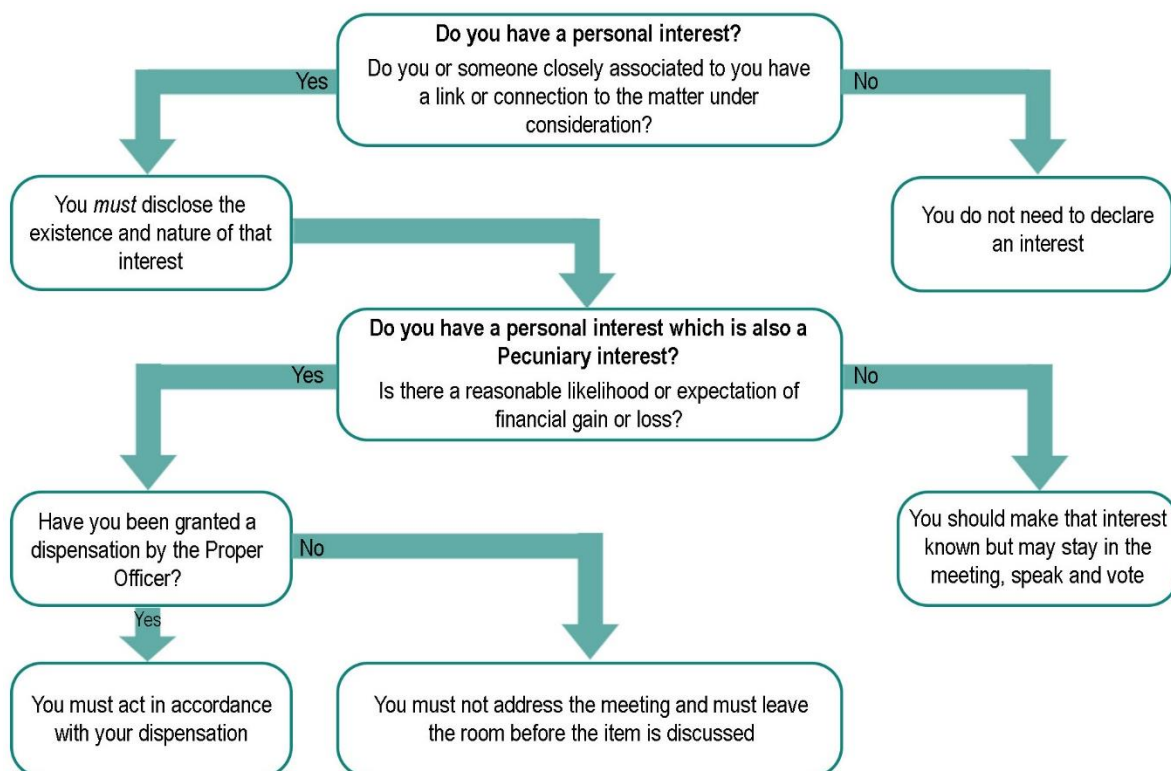 Do you have a personal interest?
Do you or someone closely associated to you have
a link or connection to the matter under
consideration?
Yes
No
You must disclose the
existence and nature of that
interest
You do not need to declare
an interest
Do you have a personal interest which is also a
Pecuniary interest?
Is there a reasonable likelihood or expectation of
financial gain or loss?
Yes
No
Have you been granted a
dispensation by the Proper
Officer?
No
You should make that interest
known but may stay in the
meeting, speak and vote
Yes
You must act in accordance
with your dispensation
You must not address the meeting and must leave
the room before the item is discussed